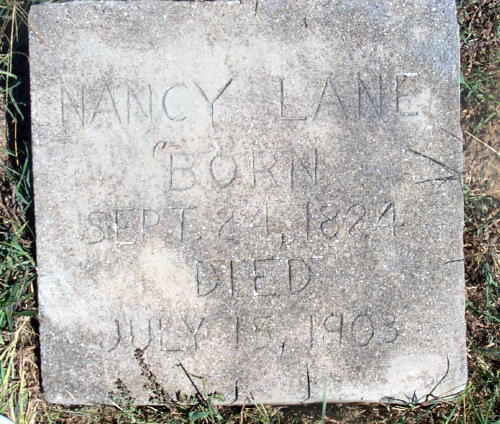 NANCY LANE
BORN
SEPT. 24, 1824
DIED
JULY 15, 1903